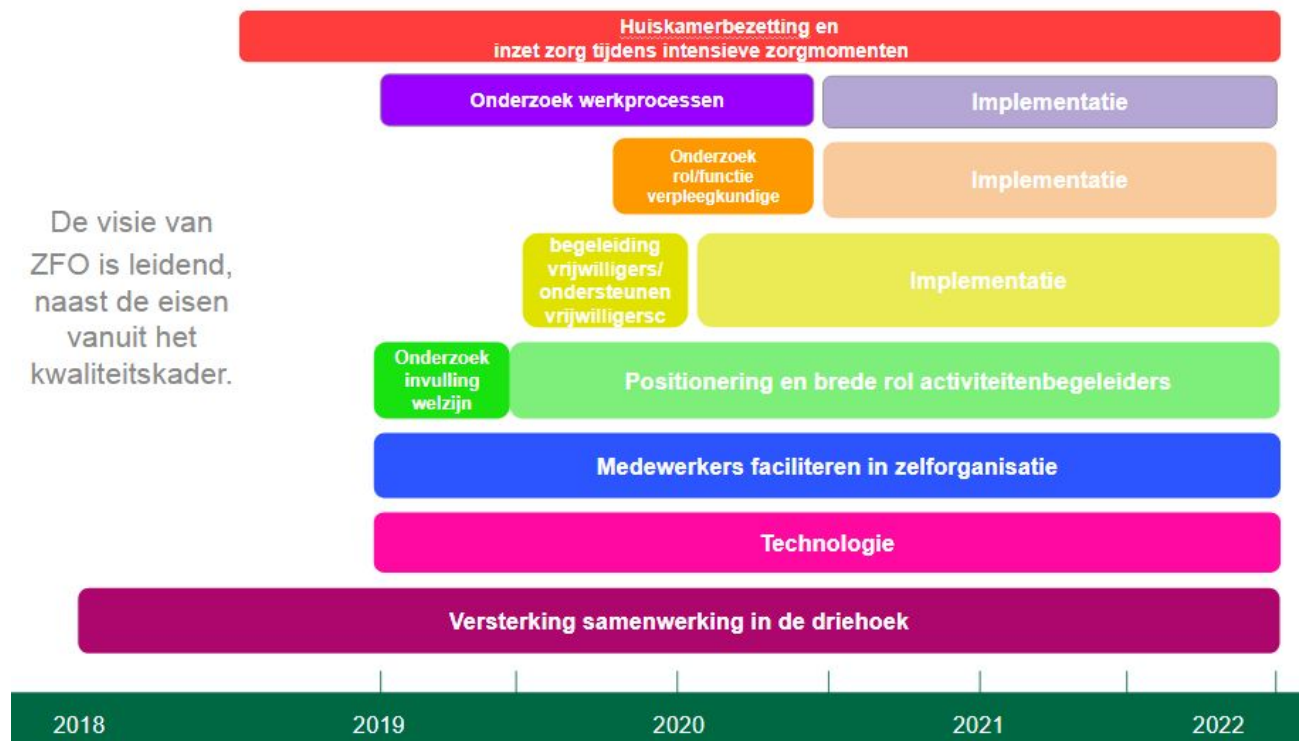 Huiskamerbezetting en
inzet zorg tijdens intensieve zorgmomenten
Onderzoek werkprocessen
Implementatie
Onderzoek
rol/functie
verpleegkundige
Implementatie
De visie van
ZFO is leidend,
naast de eisen
vanuit het
kwaliteitskader.
begeleiding
vrijwilligers/
ondersteunen
vrijwilligersc
Implementatie
Onderzoek
invulling
welzijn
Positionering en brede rol activiteitenbegeleiders
Medewerkers faciliteren in zelforganisatie
Technologie
Versterking samenwerking in de driehoek
2018 2019 2020 2021 2022